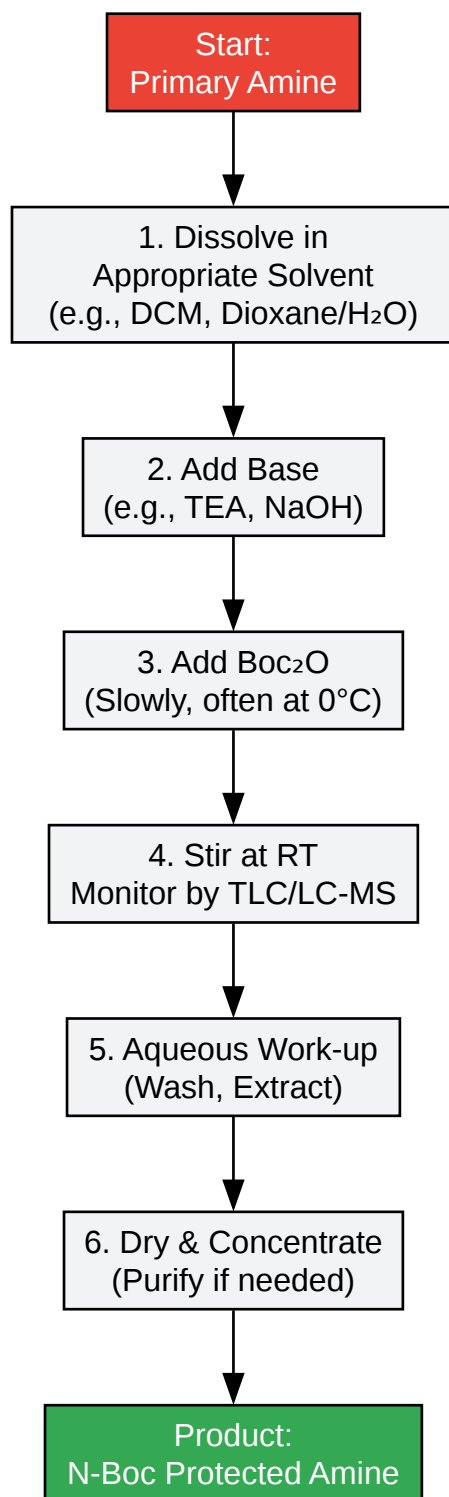 Start:
Primary Amine
1. Dissolve in
Appropriate Solvent
(e.g., DCM, Dioxane/H₂O)
2. Add Base
(e.g., TEA, NaOH)
3. Add Boc₂O
(Slowly, often at 0°C)
4. Stir at RT
Monitor by TLC/LC-MS
5. Aqueous Work-up
(Wash, Extract)
6. Dry & Concentrate
(Purify if needed)
Product:
N-Boc Protected Amine